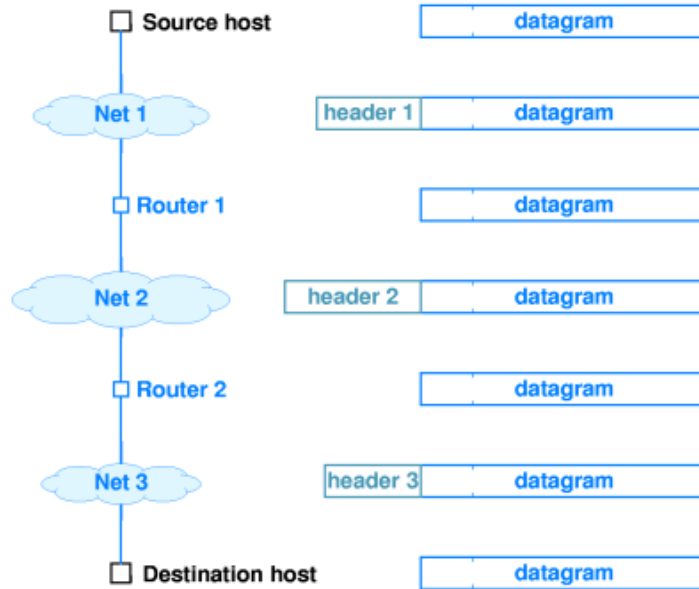 Source host datagram
Net 1 header 1 datagram
Router 1 datagram
Net 2 header 2 datagram
Router 2 datagram
Net 3 header 3 datagram
Destination host datagram